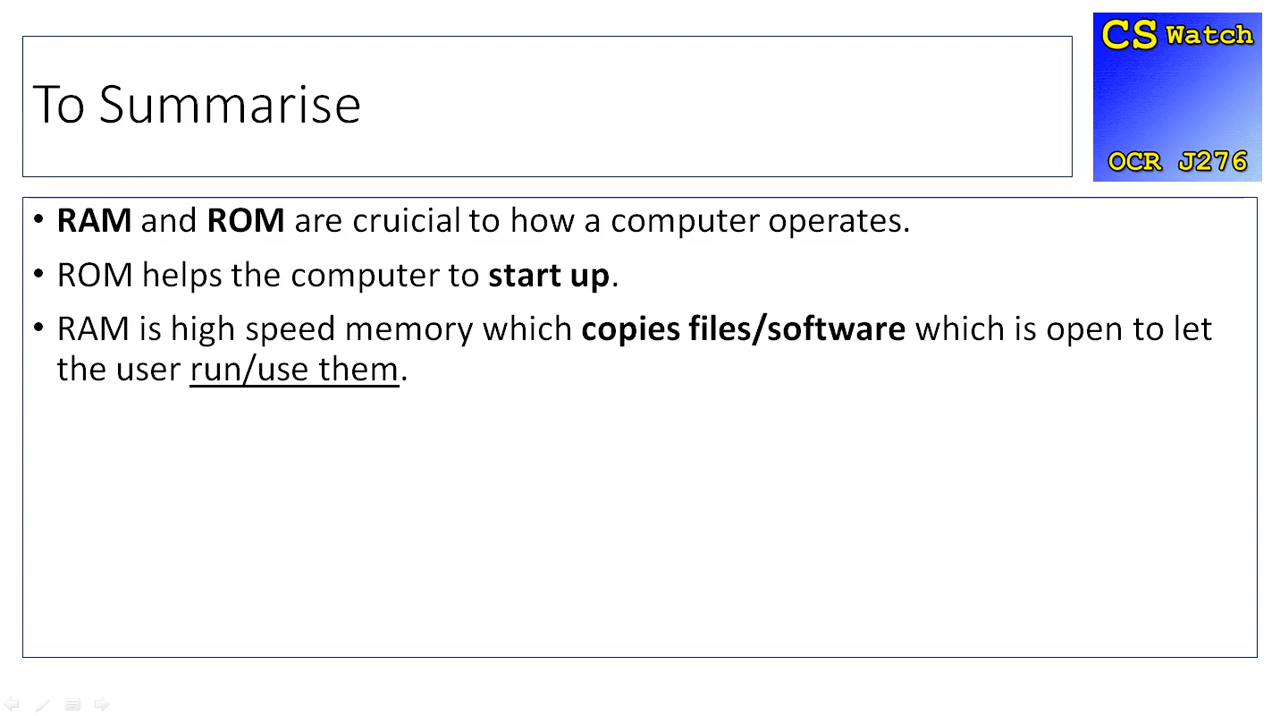 CS Watch
To Summarise
OCR J276
• RAM and ROM are cruicial to how a computer operates.
• ROM helps the computer to start up.
• RAM is high speed memory which copies files/software which is open to let
the user run/use them.